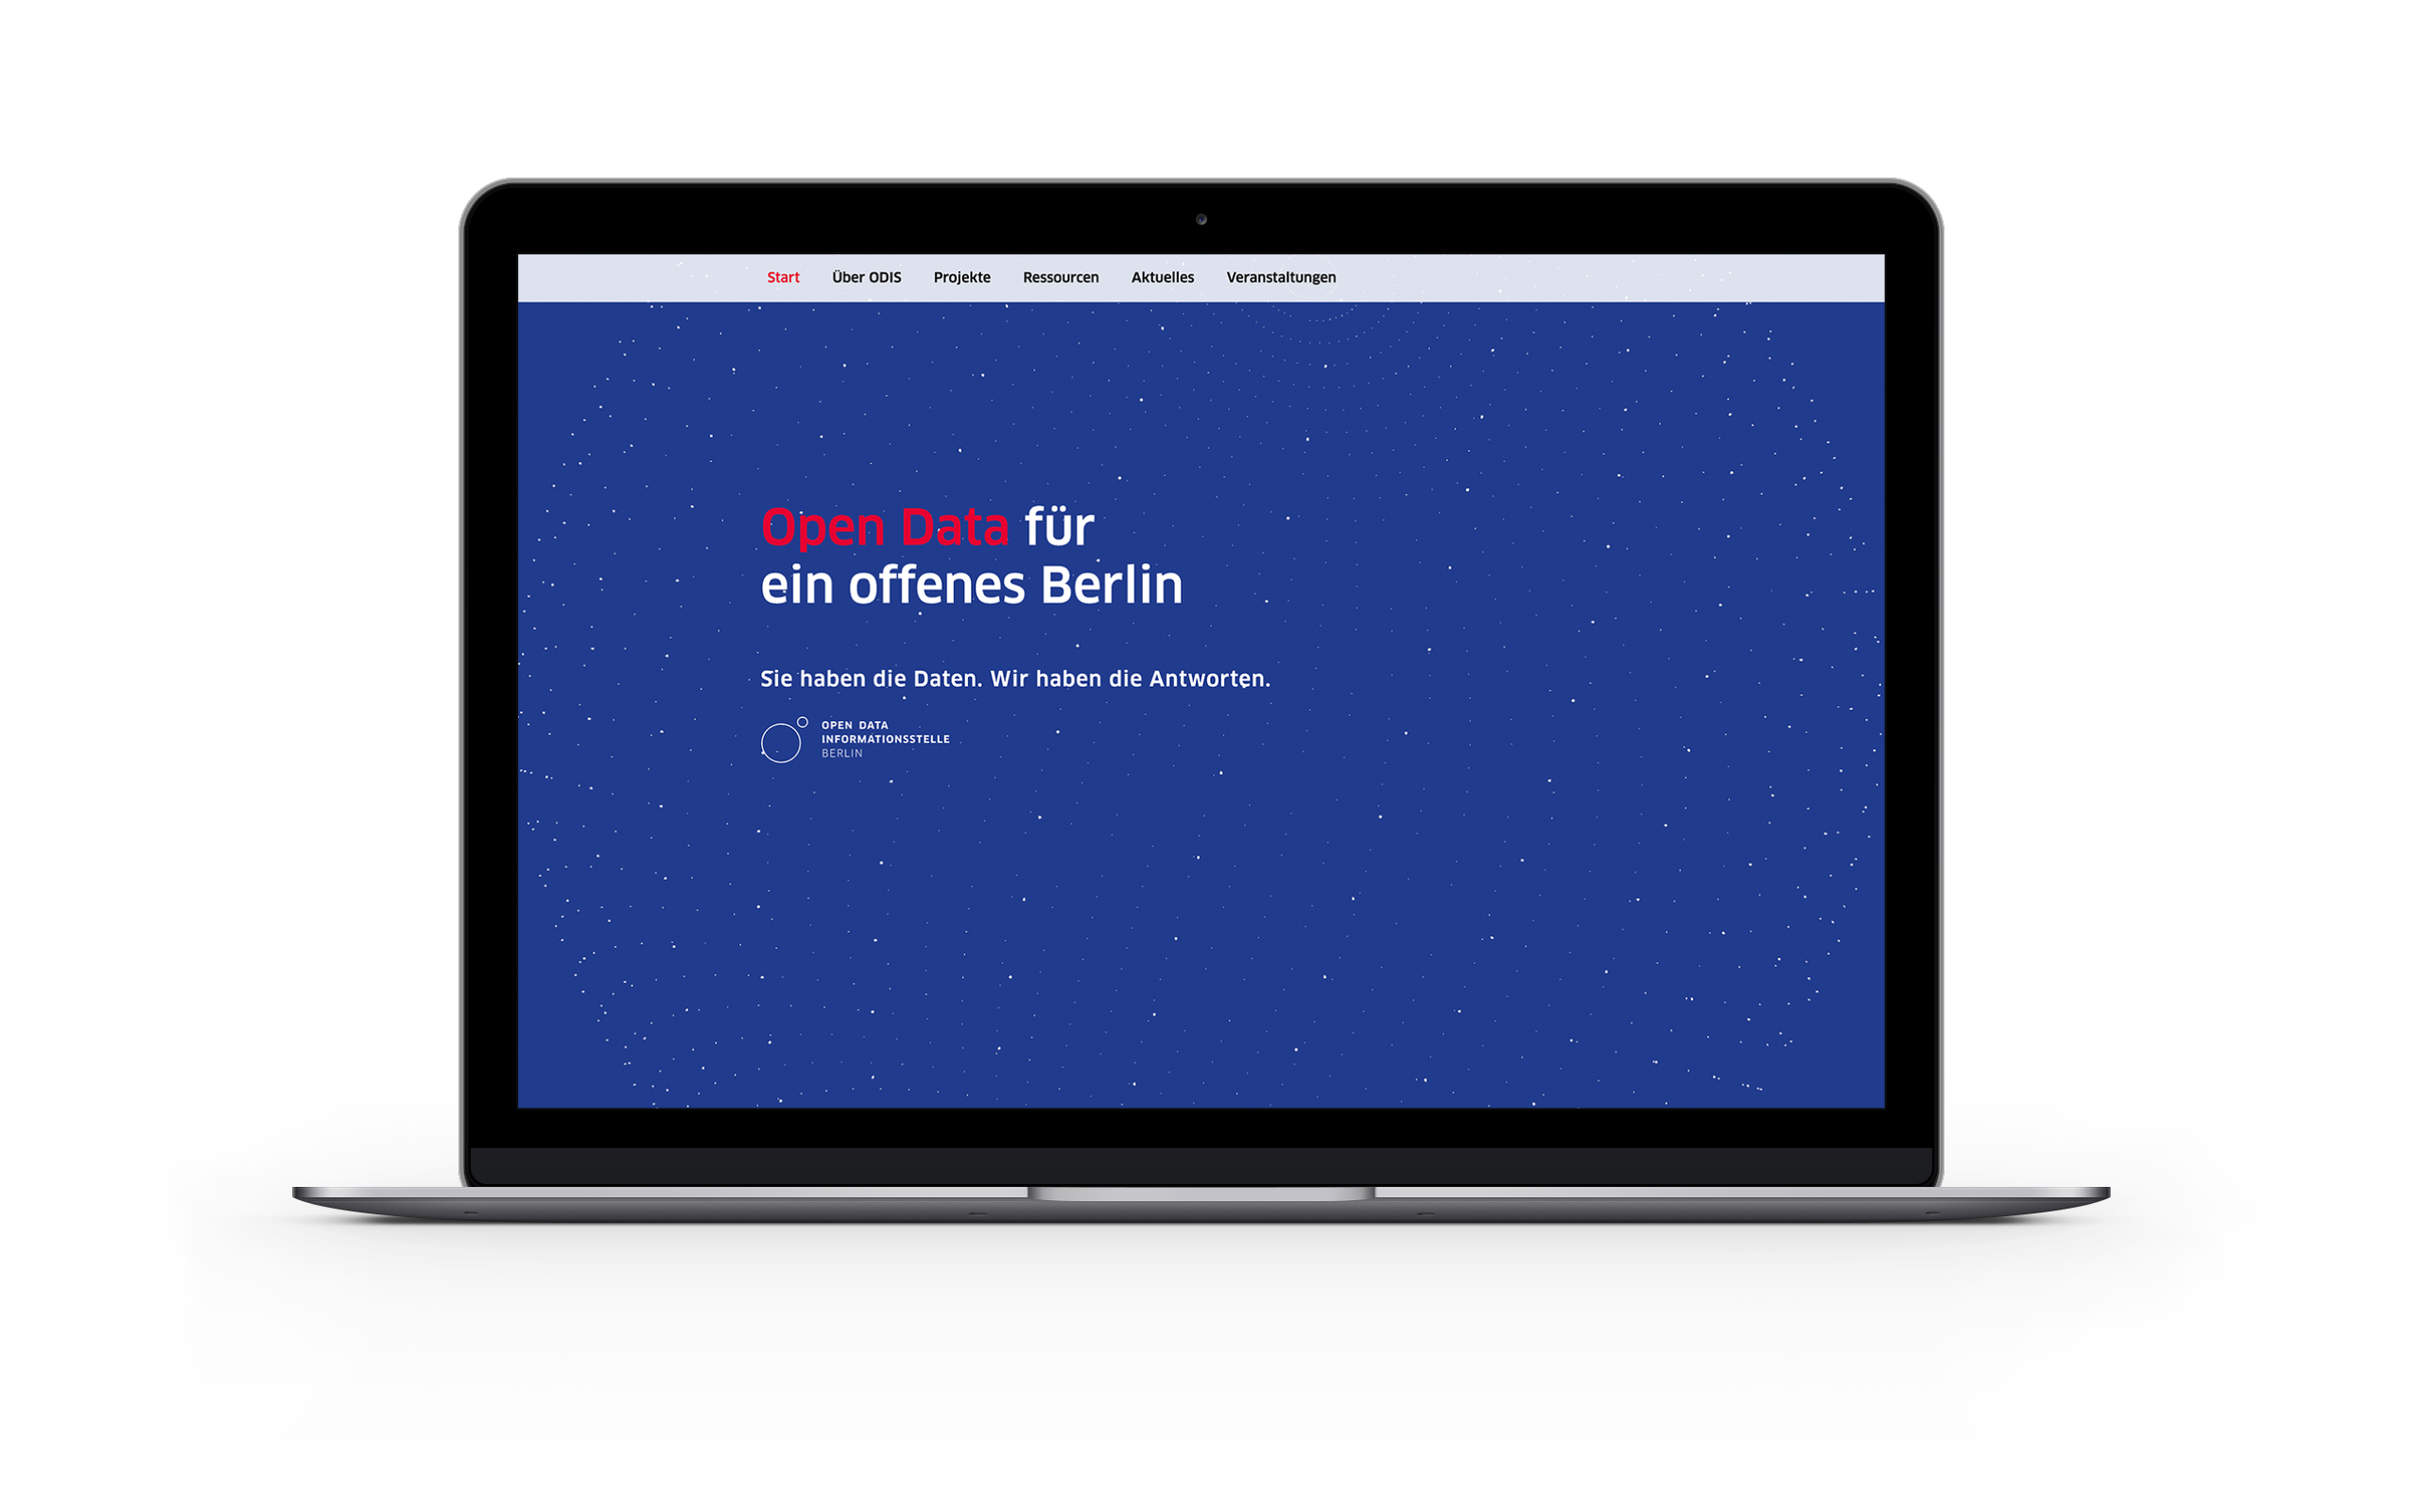 Start Über ODIS Projekte Ressourcen Aktuelles Veranstaltungen
Open Data für
ein offenes Berlin
Sie haben die Daten. Wir haben die Antworten.
OPEN DATA
INFORMATIONSSTELLE
BERLIN